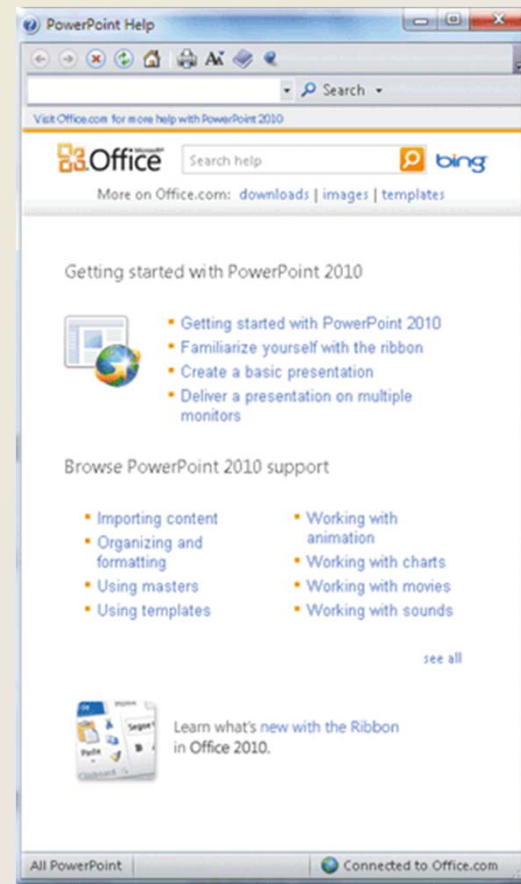 PowerPoint Help
Search
Visit Office.com for more help with PowerPoint 2010
Microsoft®
Office
Search help
bing
More on Office.com: downloads | images | templates
Getting started with PowerPoint 2010
Getting started with PowerPoint 2010
Familiarize yourself with the ribbon
Create a basic presentation
Deliver a presentation on multiple
monitors
Browse PowerPoint 2010 support
Importing content
Organizing and
formatting
Using masters
Using templates
Working with
animation
Working with charts
Working with movies
Working with sounds
see all
Paste
Clipboard
B
Learn what's new with the Ribbon
in Office 2010.
All PowerPoint
Connected to Office.com